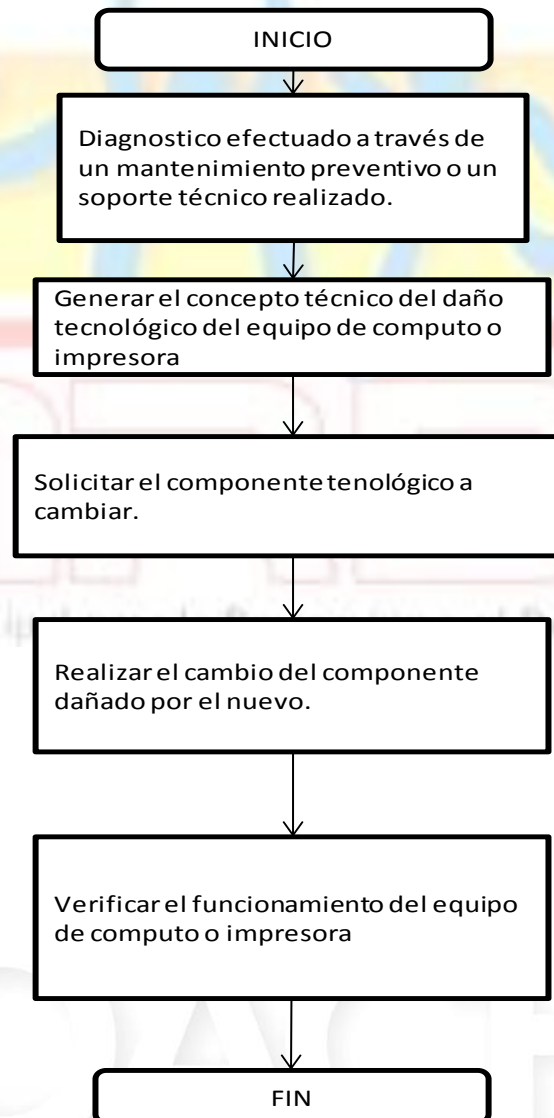 INICIO
Diagnostico efectuado a través de
un mantenimiento preventivo o un
soporte técnico realizado.
Generar el concepto técnico del daño
tecnológico del equipo de computo o
impresora
Solicitar el componente tenológico a
cambiar.
Realizar el cambio del componente
dañado por el nuevo.
Verificar el funcionamiento del equipo
de computo o impresora
FIN